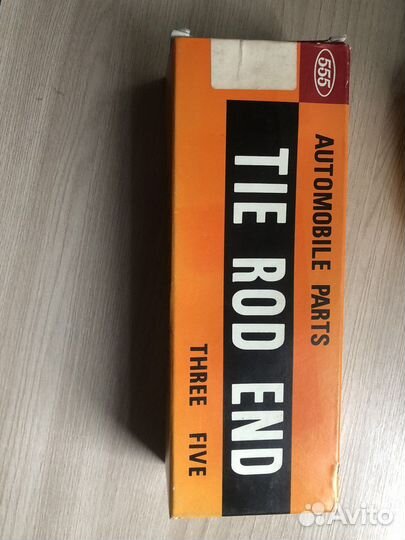 555
AUTOMOBILE PARTS
TIE ROD END
THREE FIVE
Avito